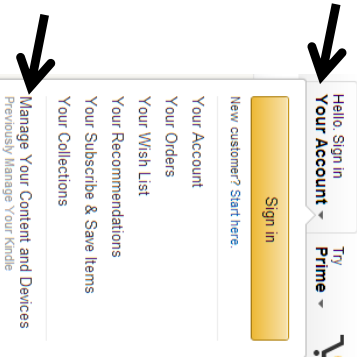 Hello. Sign in
Your Account
Try
Prime
Sign in
New customer? Start here.
Your Account
Your Orders
Your Wish List
Your Recommendations
Your Subscribe & Save Items
Your Collections
Manage Your Content and Devices
Previously Manage Your Kindle